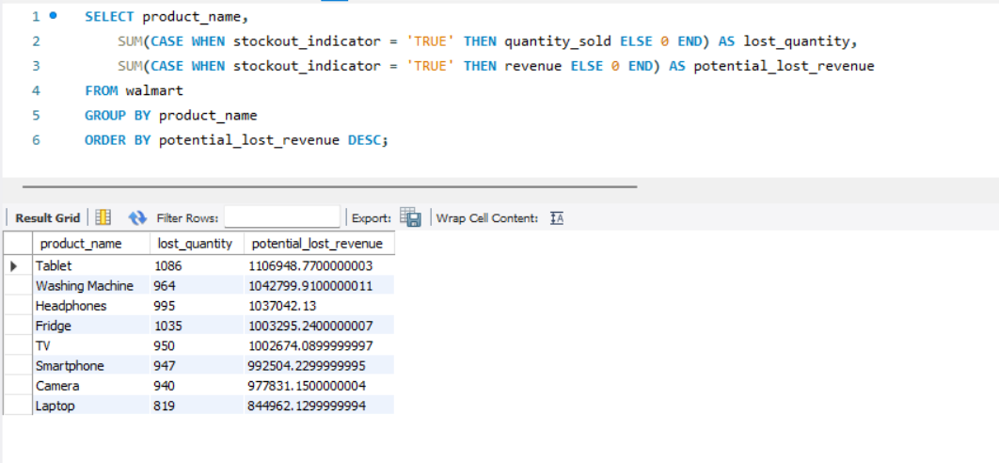 1 SELECT product_name,
2 SUM(CASE WHEN stockout_indicator = 'TRUE' THEN quantity_sold ELSE 0 END) AS lost_quantity,
3 SUM(CASE WHEN stockout_indicator = 'TRUE' THEN revenue ELSE 0 END) AS potential_lost_revenue
4 FROM walmart
5 GROUP BY product_name
6 ORDER BY potential_lost_revenue DESC;
Result Grid Filter Rows: Export: Wrap Cell Content: IA
product_name lost_quantity potential_lost_revenue
Tablet 1086 1106948.7700000003
Washing Machine 964 1042799.9100000011
Headphones 995 1037042.13
Fridge 1035 1003295.2400000007
TV 950 1002674.0899999997
Smartphone 947 992504.2299999995
Camera 940 977831.1500000004
Laptop 819 844962.1299999994